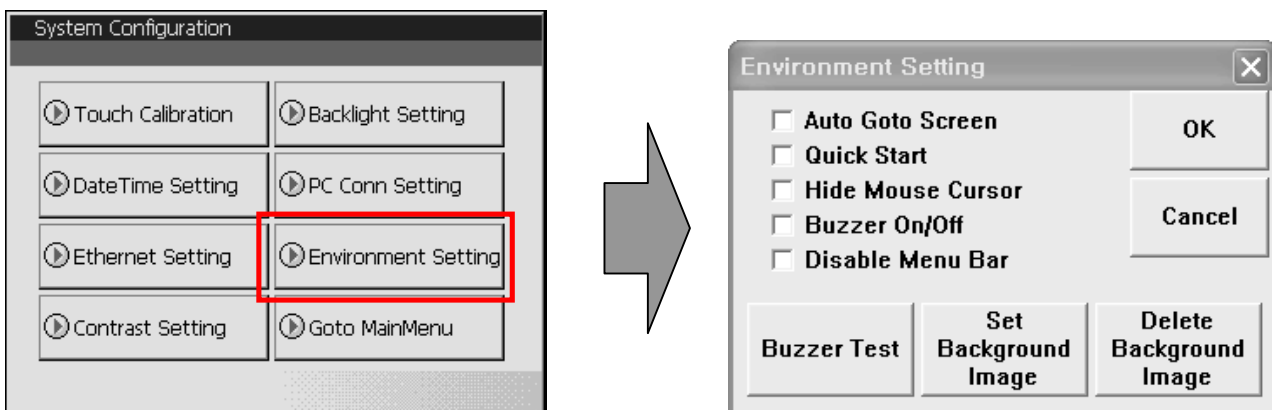 System Configuration
Touch Calibration
Backlight Setting
DateTime Setting
PC Conn Setting
Ethernet Setting
Environment Setting
Contrast Setting
Goto MainMenu
Environment Setting
Auto Goto Screen
Quick Start
Hide Mouse Cursor
Buzzer On/Off
Disable Menu Bar
OK
Cancel
Buzzer Test
Set
Background
Image
Delete
Background
Image